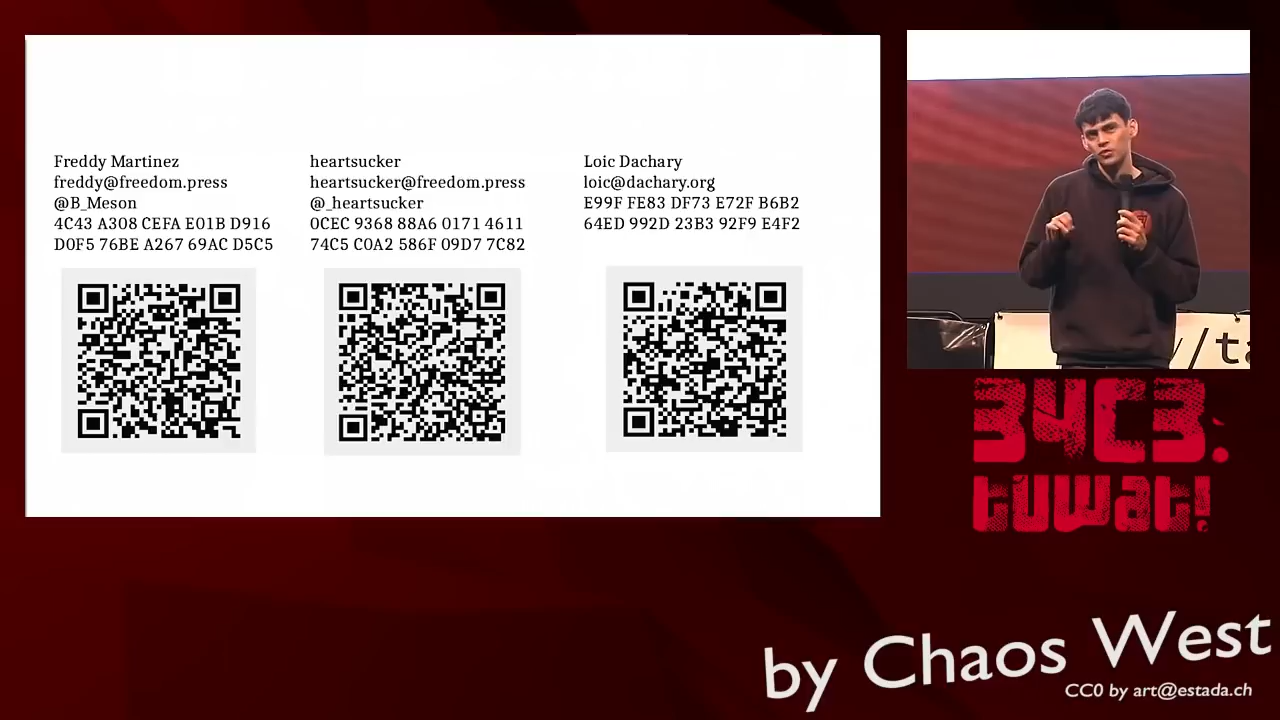 Freddy Martinez
freddy@freedom.press
@B_Meson
4C43 A308 CEFA E01B D916
D0F5 76BE A267 69AC D5C5
heartsucker
heartsucker@freedom.press
@_heartsucker
0CEC 9368 88A6 0171 4611
74C5 C0A2 586F 09D7 7C82
Loic Dachary
loic@dachary.org
E99F FE83 DF73 E72F B6B2
64ED 992D 23B3 92F9 E4F2
/ta
34C3:
tuwat!
by Chaos West
CC0 by art@estada.ch